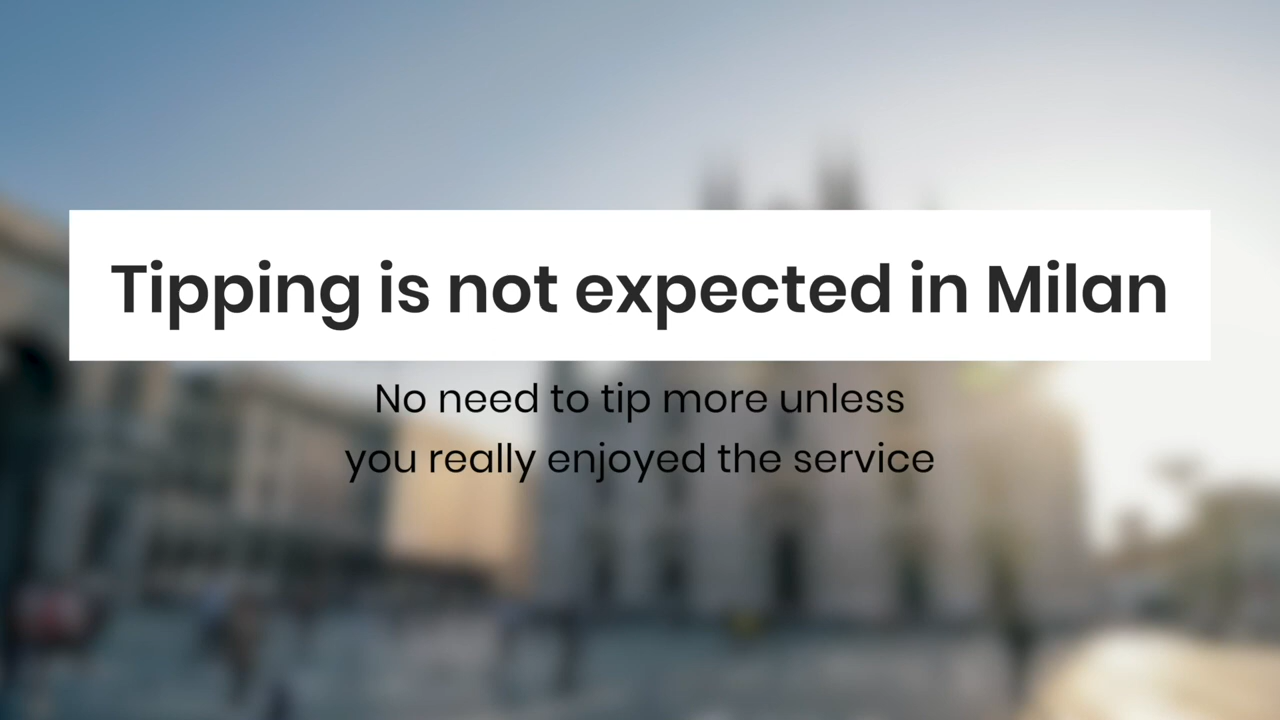 Tipping is not expected in Milan
No need to tip more unless
you really enjoyed the service